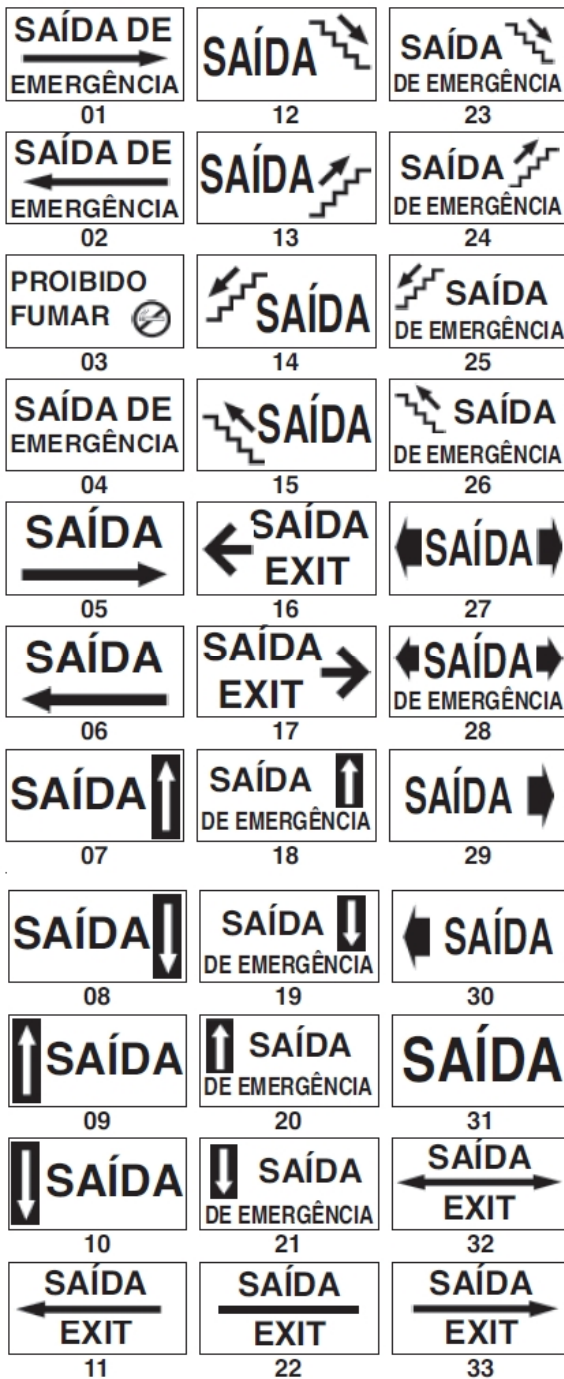 SAÍDA DE
EMERGÊNCIA
01
SAÍDA
12
SAÍDA
DE EMERGÊNCIA
23
SAÍDA DE
EMERGÊNCIA
02
SAÍDA
13
SAÍDA
DE EMERGÊNCIA
24
PROIBIDO
FUMAR
03
SAÍDA
14
SAÍDA
DE EMERGÊNCIA
25
SAÍDA DE
EMERGÊNCIA
04
SAÍDA
15
SAÍDA
DE EMERGÊNCIA
26
SAÍDA
05
SAÍDA
EXIT
16
SAÍDA
27
SAÍDA
06
SAÍDA
EXIT
17
SAÍDA
DE EMERGÊNCIA
28
SAÍDA
07
SAÍDA
DE EMERGÊNCIA
18
SAÍDA
29
SAÍDA
08
SAÍDA
DE EMERGÊNCIA
19
SAÍDA
30
SAÍDA
09
SAÍDA
DE EMERGÊNCIA
20
SAÍDA
31
SAÍDA
10
SAÍDA
DE EMERGÊNCIA
21
SAÍDA
EXIT
32
SAÍDA
EXIT
11
SAÍDA
EXIT
22
SAÍDA
EXIT
33